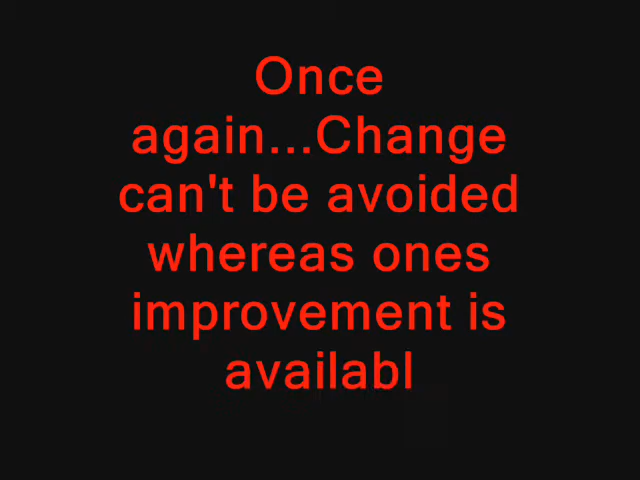 Once
again...Change
can't be avoided
whereas ones
improvement is
availabl